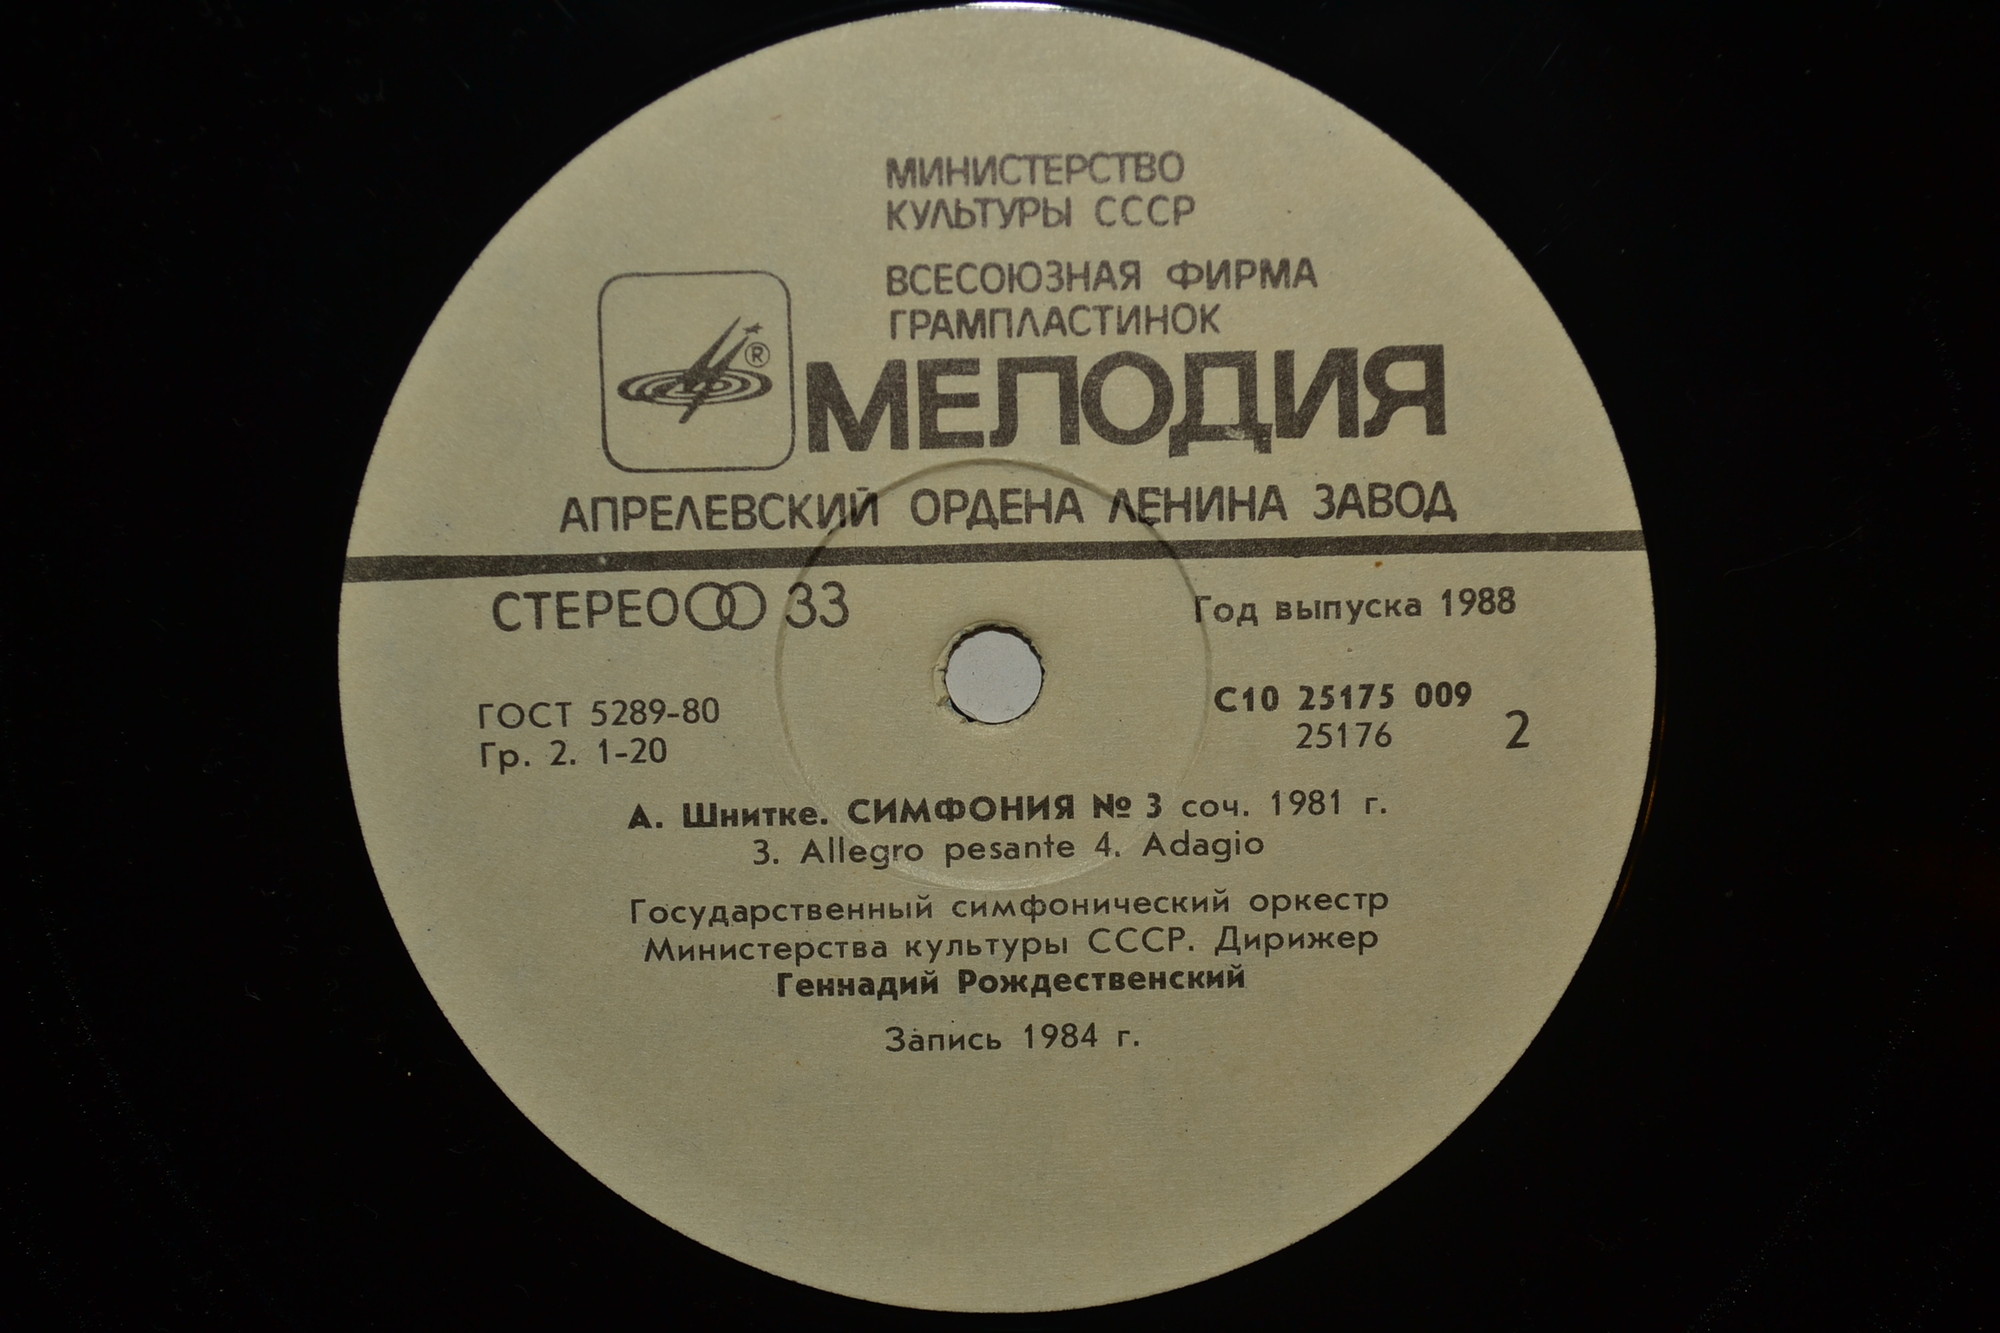 МИНИСТЕРСТВО
КУЛЬТУРЫ СССР
ВСЕСОЮЗНАЯ ФИРМА
ГРАМПЛАСТИНОК
®
МЕЛОДИЯ
АПРЕЛЕВСКИЙ ОРДЕНА ЛЕНИНА ЗАВОД
СТЕРЕО 33
Год выпуска 1988
ГОСТ 5289-80
Гр. 2. 1-20
С10 25175 009
25176 2
А. Шнитке. СИМФОНИЯ № 3 соч. 1981 г.
3. Allegro pesante 4. Adagio
Государственный симфонический оркестр
Министерства культуры СССР. Дирижер
Геннадий Рождественский
Запись 1984 г.